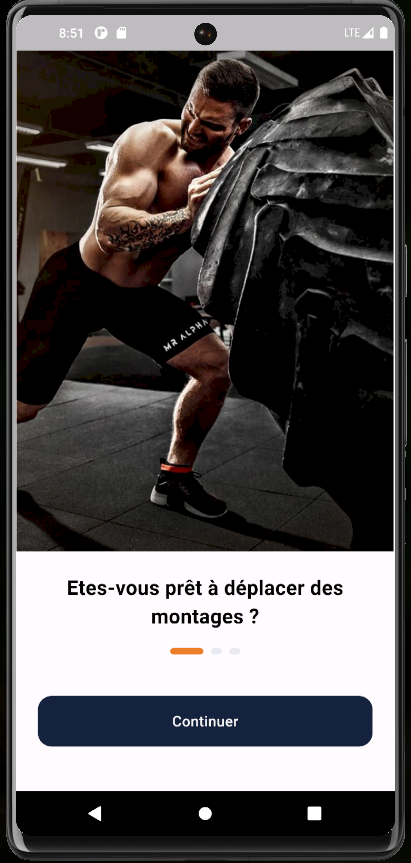 8:51
LTE
MR ALPHA
Etes-vous prêt à déplacer des
montages ?
Continuer